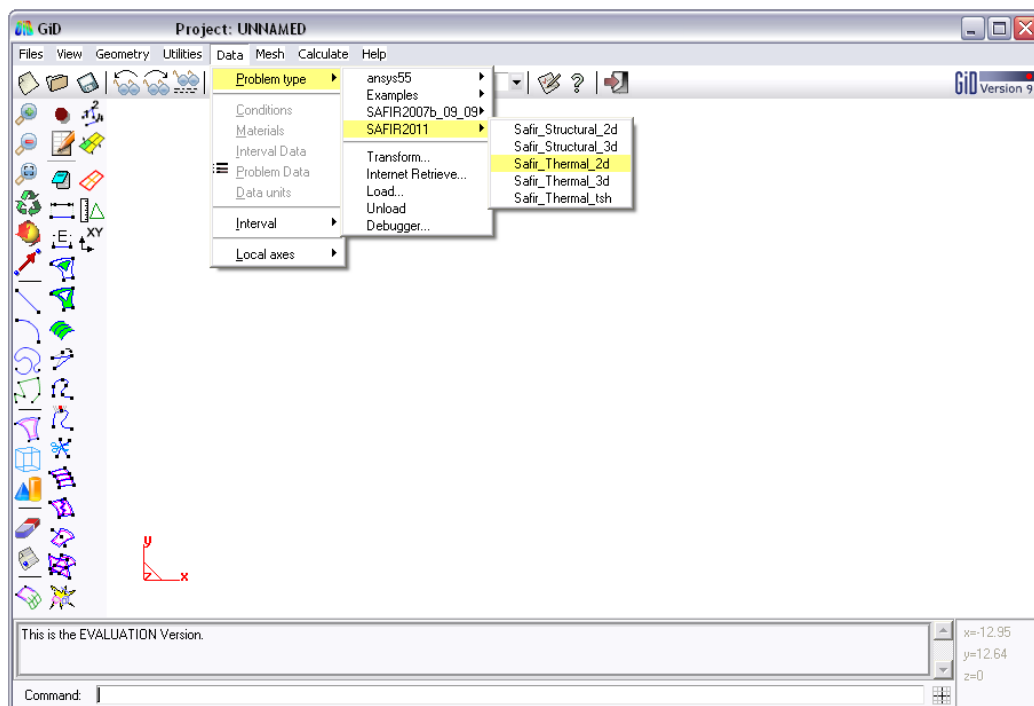 GiD Project: UNNAMED
Files View Geometry Utilities Data Mesh Calculate Help
GiD Version 9
Problem type
Conditions
Materials
Interval Data
Problem Data
Data units
Interval
Local axes
ansys55
Examples
SAFIR2007b_09_09
SAFIR2011
Transform...
Internet Retrieve...
Load...
Unload
Debugger...
Safir_Structural_2d
Safir_Structural_3d
Safir_Thermal_2d
Safir_Thermal_3d
Safir_Thermal_tsh
2
:E:
XY
y
z x
This is the EVALUATION Version.
x=-12.95
y=12.64
z=0
Command: